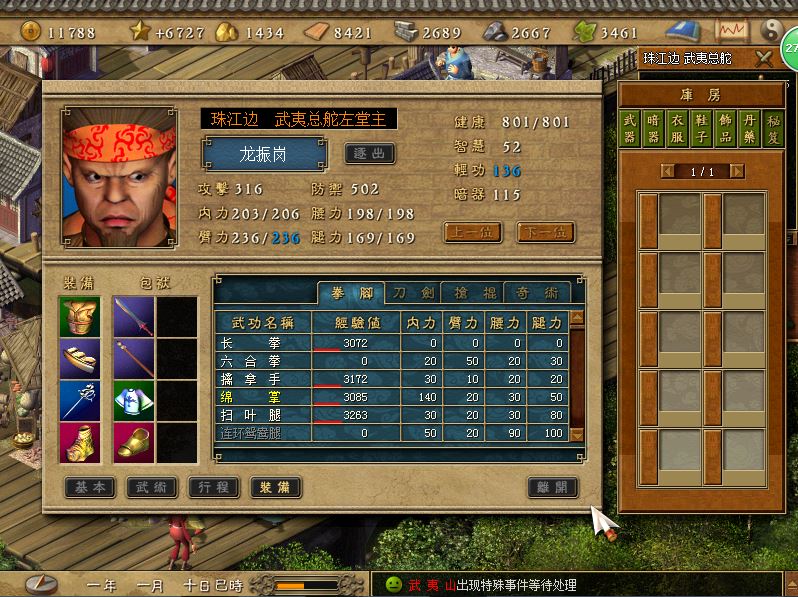 11788 +6727 1434 8421 2689 2667 3461
27
珠江边 武夷总舵
珠江边 武夷总舵左堂主
龙振岗
逐出
攻擊 316 防禦 502
内力 203/206 腰力 198/198
臂力 236/236 腿力 169/169
健康 801/801
智慧 52
輕功 136
暗器 115
上一位 下一位
庫房
武器 暗器 衣服 鞋子 飾品 丹藥 秘笈
1/1
裝備 包袱
拳腳 刀劍 槍棍 奇術
武功名稱 經驗值 内力 臂力 腰力 腿力
长拳 3072 0 0 0 0
六合拳 0 20 50 20 30
擒拿手 3172 30 10 20 20
绵掌 3085 140 20 30 50
扫叶腿 3263 30 20 30 80
连环鸳鸯腿 0 50 20 90 100
基本 武術 行程 裝備 離開
一年 一月 十日巳時
武夷山出现特殊事件等待处理